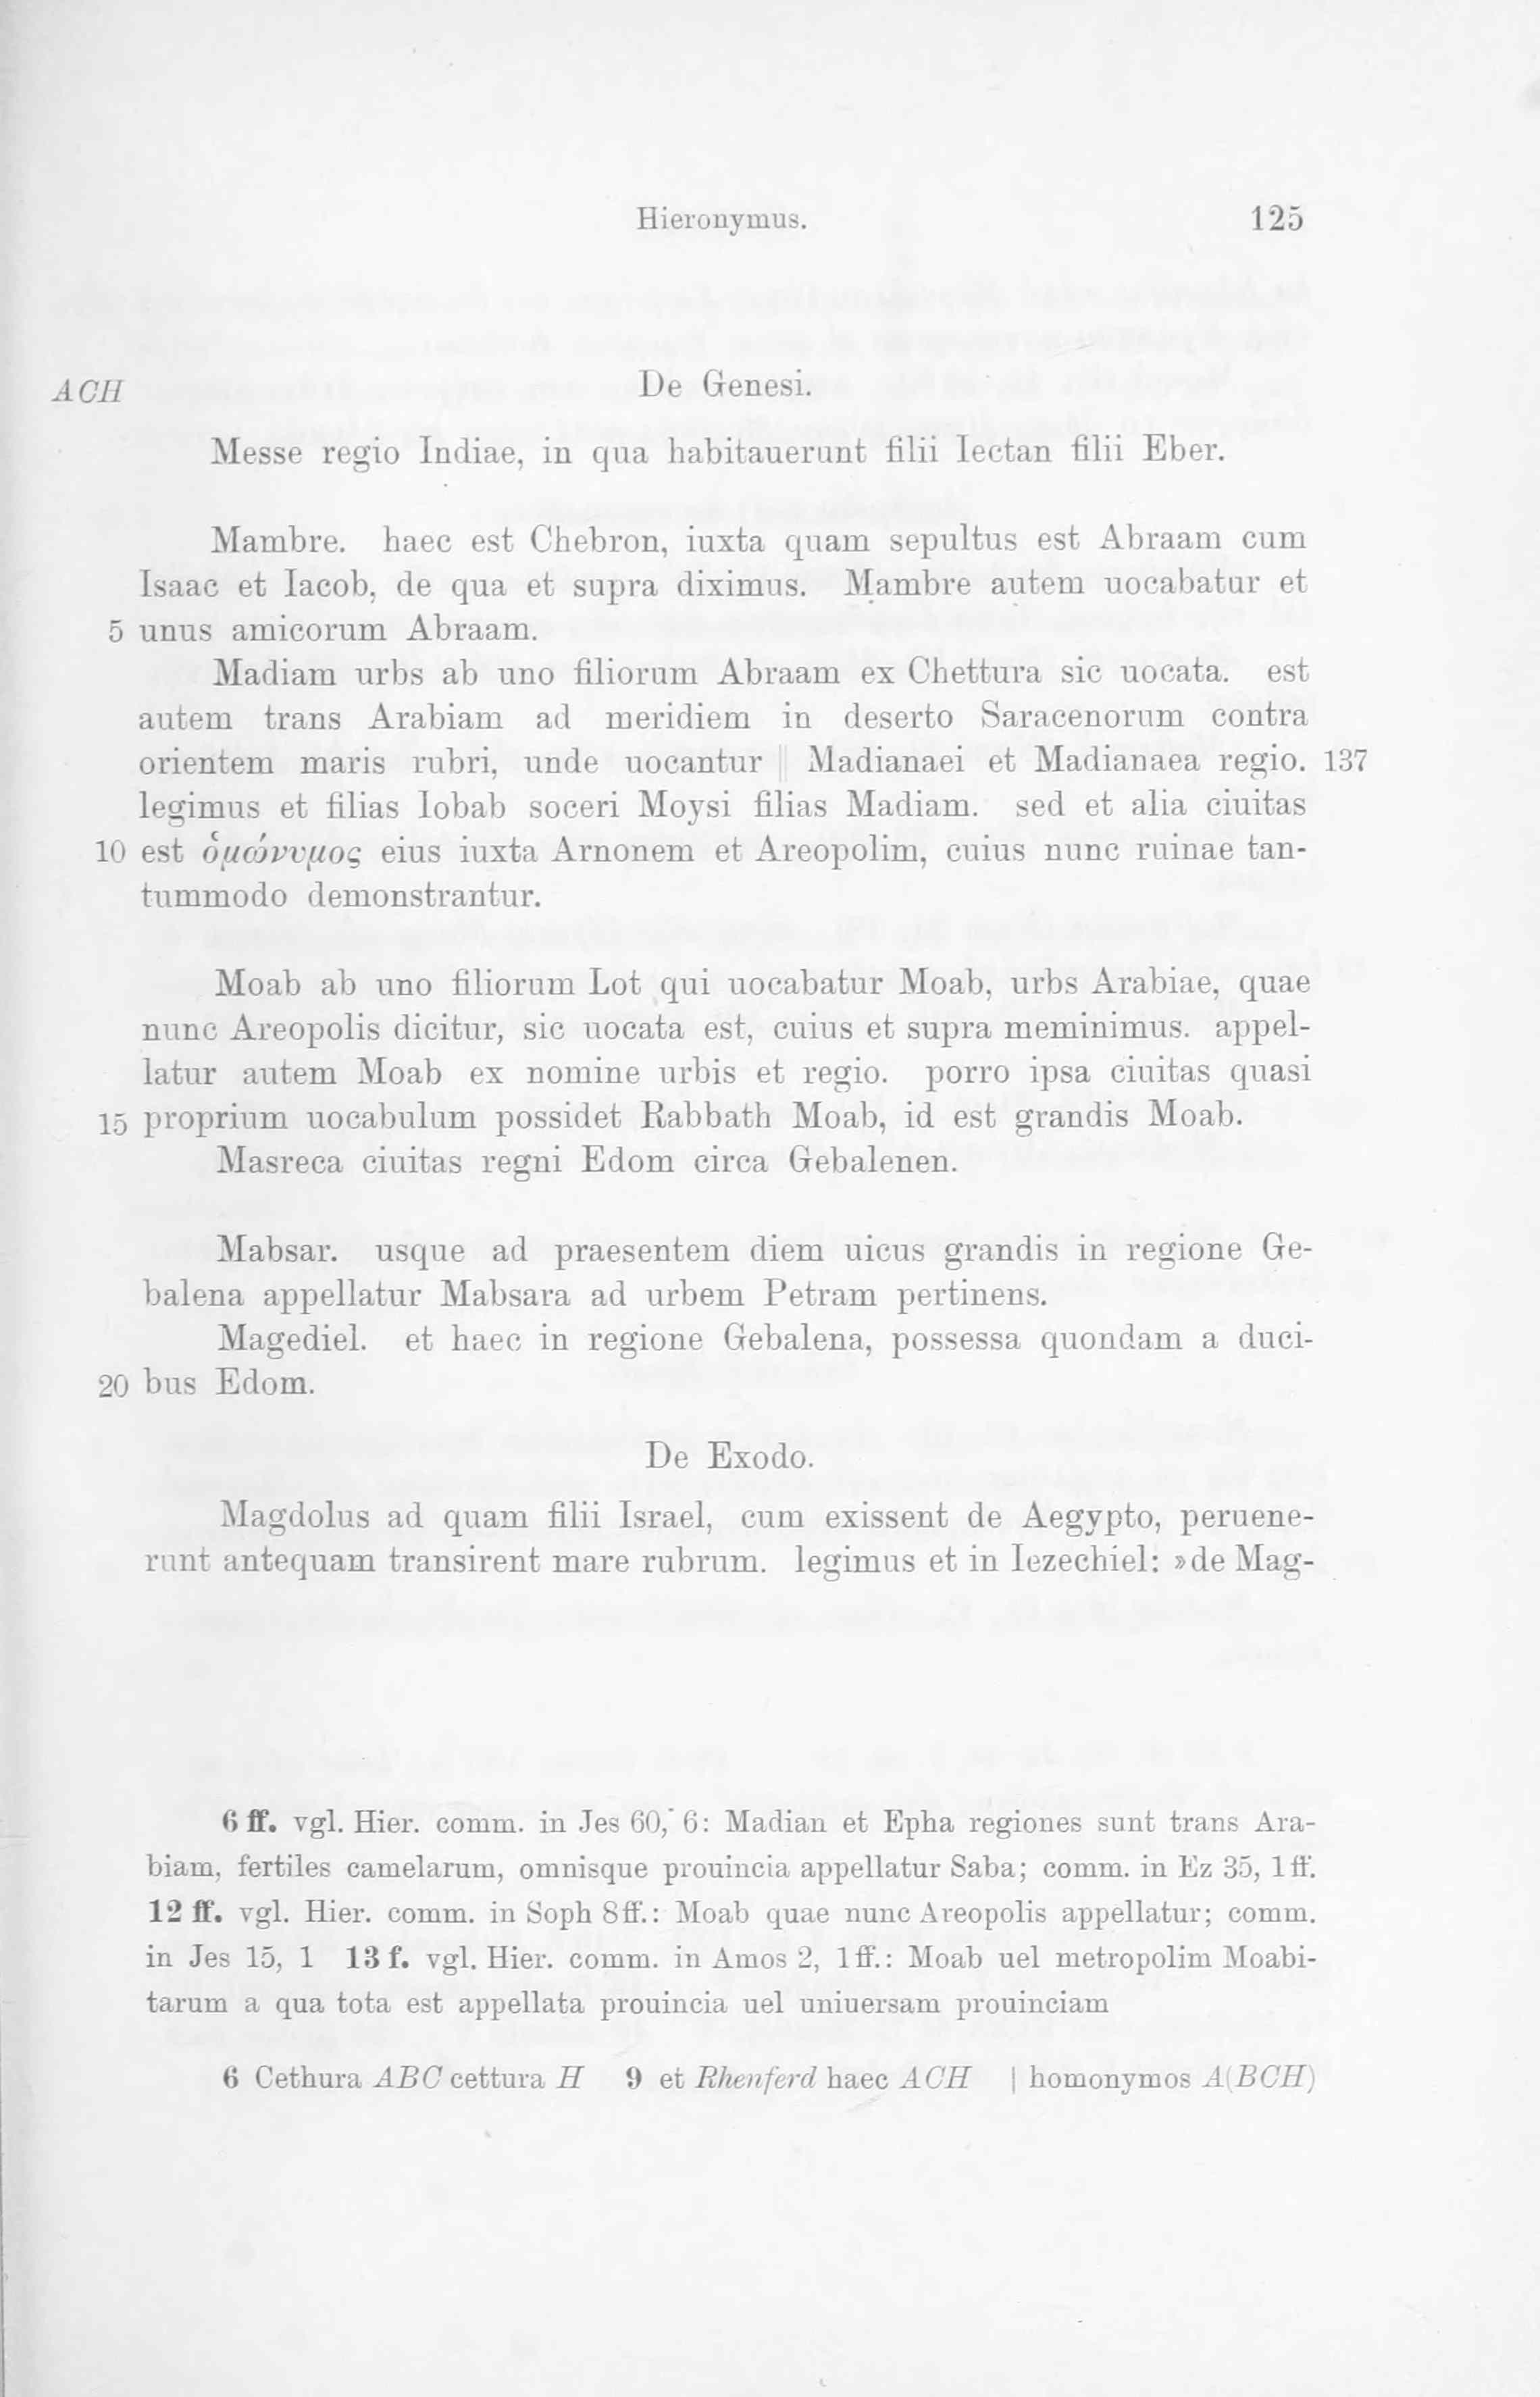 Hieronymus. 125
ACH De Genesi.
Messe regio Indiae, in qua habitauerunt filii Iectan filii Eber.
Mambre. haec est Chebron, iuxta quam sepultus est Abraam cum
Isaac et Iacob, de qua et supra diximus. Mambre autem uocabatur et
5 unus amicorum Abraam.
Madiam urbs ab uno filiorum Abraam ex Chettura sic uocata. est
autem trans Arabiam ad meridiem in deserto Saracenorum contra
orientem maris rubri, unde uocantur || Madianaei et Madianaea regio. 137
legimus et filias Iobab soceri Moysi filias Madiam. sed et alia ciuitas
10 est ὁμώνυμος eius iuxta Arnonem et Areopolim, cuius nunc ruinae tan-
tummodo demonstrantur.
Moab ab uno filiorum Lot qui uocabatur Moab, urbs Arabiae, quae
nunc Areopolis dicitur, sic uocata est, cuius et supra meminimus. appel-
latur autem Moab ex nomine urbis et regio. porro ipsa ciuitas quasi
15 proprium uocabulum possidet Rabbath Moab, id est grandis Moab.
Masreca ciuitas regni Edom circa Gebalenen.
Mabsar. usque ad praesentem diem uicus grandis in regione Ge-
balena appellatur Mabsara ad urbem Petram pertinens.
Magediel. et haec in regione Gebalena, possessa quondam a duci-
20 bus Edom.
De Exodo.
Magdolus ad quam filii Israel, cum exissent de Aegypto, peruene-
runt antequam transirent mare rubrum. legimus et in Iezechiel: »de Mag-
6 ff. vgl. Hier. comm. in Jes 60, 6: Madian et Epha regiones sunt trans Ara-
biam, fertiles camelarum, omnisque prouincia appellatur Saba; comm. in Ez 35, 1 ff.
12 ff. vgl. Hier. comm. in Soph 8 ff.: Moab quae nunc Areopolis appellatur; comm.
in Jes 15, 1 13 f. vgl. Hier. comm. in Amos 2, 1 ff.: Moab uel metropolim Moabi-
tarum a qua tota est appellata prouincia uel uniuersam prouinciam
6 Cethura ABC cettura H 9 et Rhenferd haec ACH | homonymos A(BCH)